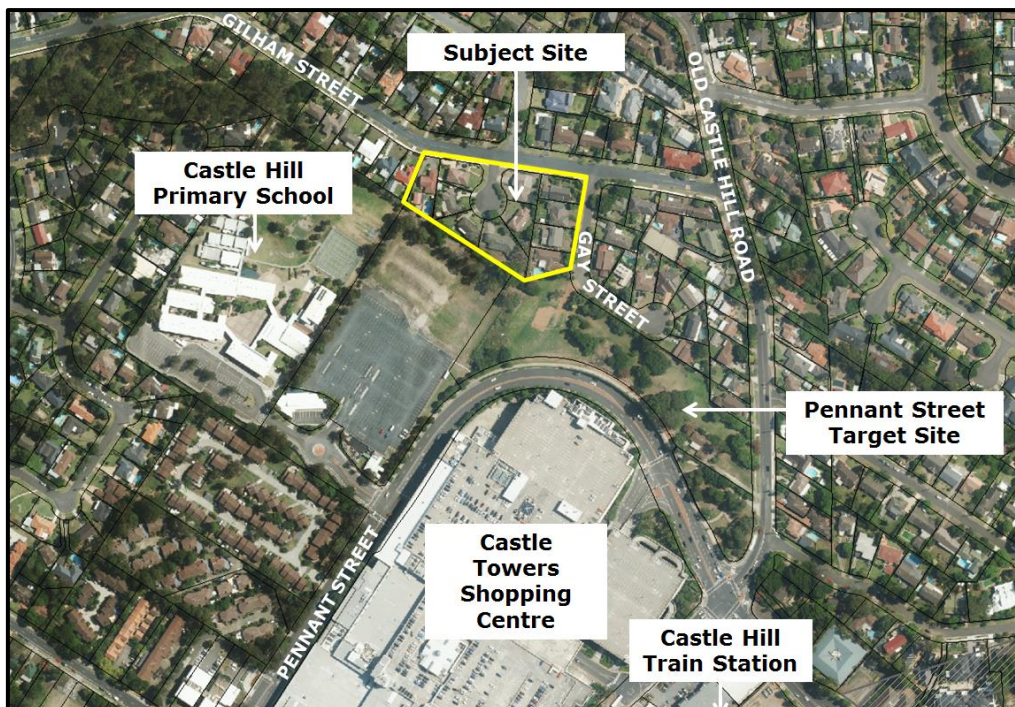 GILHAM STREET
Subject Site
OLD CASTLE HILL ROAD
Castle Hill
Primary School
GAY STREET
Pennant Street
Target Site
PENNANT STREET
Castle
Towers
Shopping
Centre
Castle Hill
Train Station